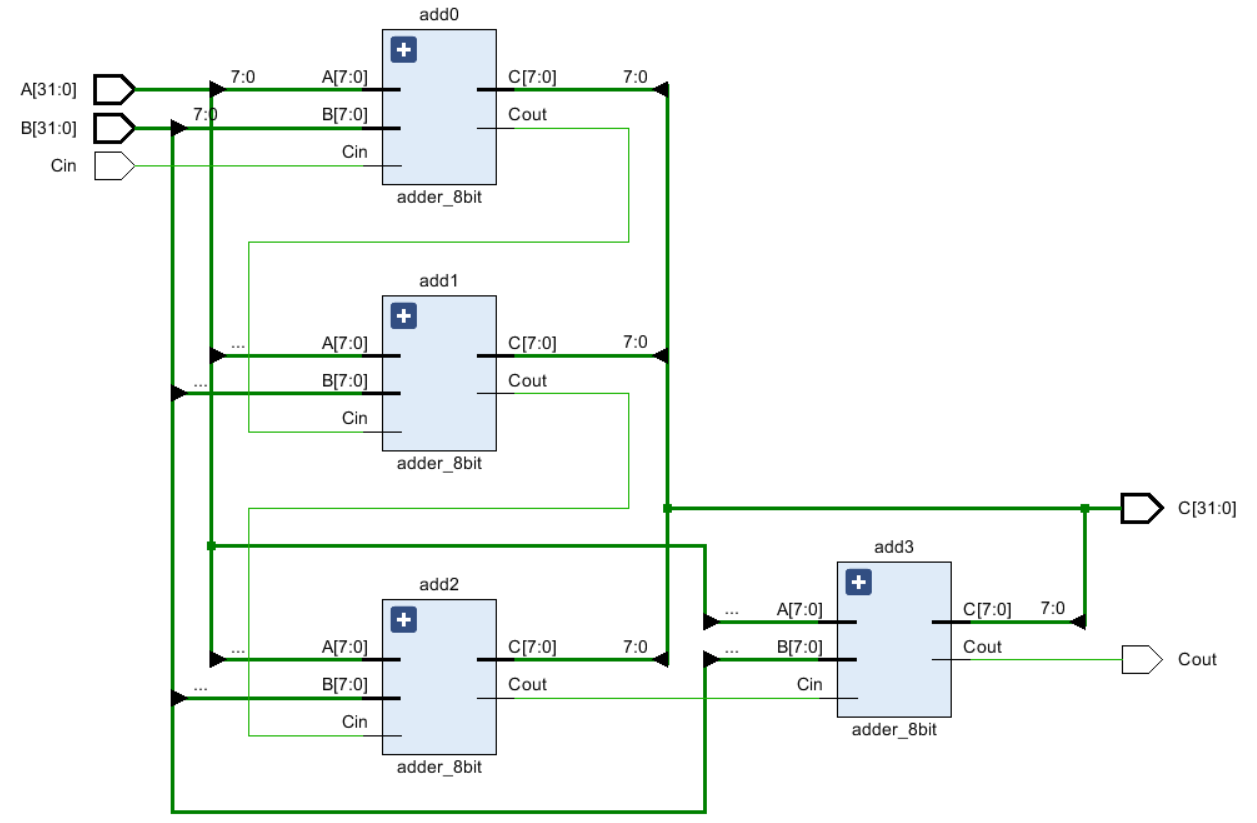 add0
A[31:0]
7:0
A[7:0]
C[7:0]
7:0
B[31:0]
7:0
B[7:0]
Cout
Cin
Cin
adder_8bit
add1
...
A[7:0]
C[7:0]
7:0
...
B[7:0]
Cout
Cin
adder_8bit
C[31:0]
add3
add2
...
A[7:0]
C[7:0]
7:0
...
A[7:0]
C[7:0]
7:0
...
B[7:0]
Cout
Cout
...
B[7:0]
Cout
Cin
Cin
adder_8bit
adder_8bit